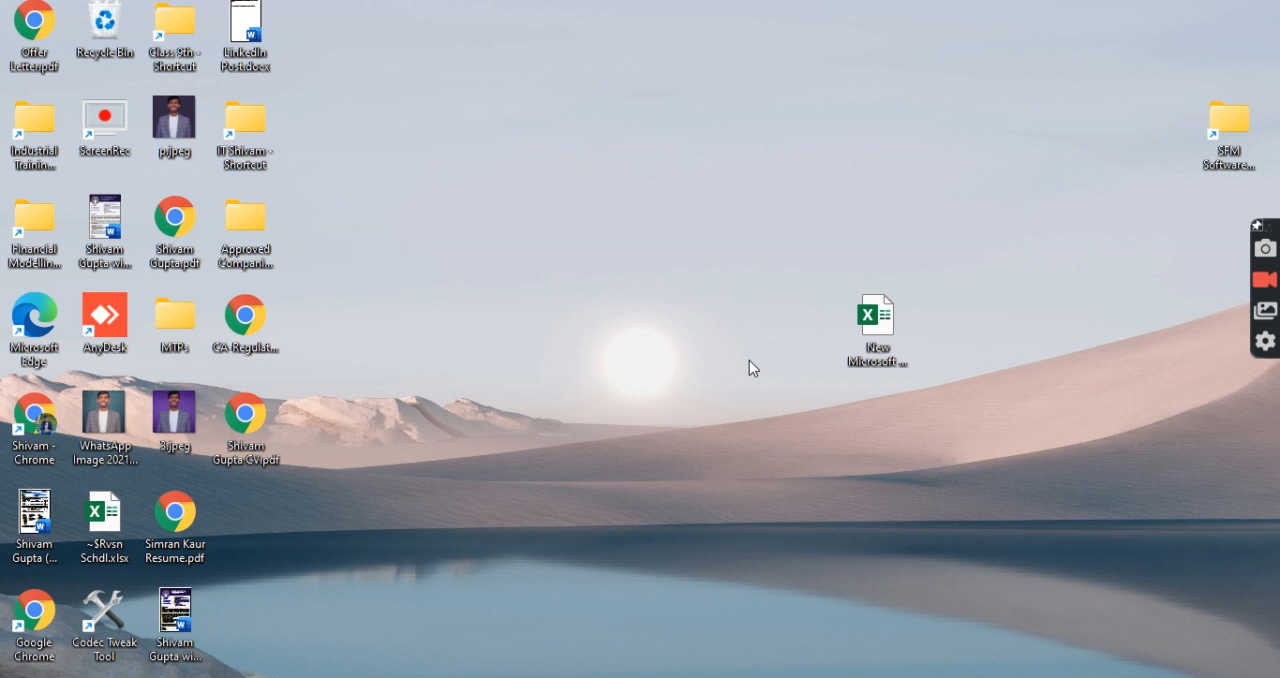 Offer
Letter.pdf
Recycle Bin
Class 9th -
Shortcut
LinkedIn
Post.docx
Industrial
Trainin...
ScreenRec
p.jpeg
IT Shivam -
Shortcut
SFM
Software...
Financial
Modellin...
Shivam
Gupta wi...
Shivam
Gupta.pdf
Approved
Compani...
Microsoft
Edge
AnyDesk
MTPs
CA-Regulat...
New
Microsoft ...
Shivam -
Chrome
WhatsApp
Image 2021...
3.jpeg
Shivam
Gupta CV.pdf
Shivam
Gupta (...
~$Rvsn
Schdl.xlsx
Simran Kaur
Resume.pdf
Google
Chrome
Codec Tweak
Tool
Shivam
Gupta wi...